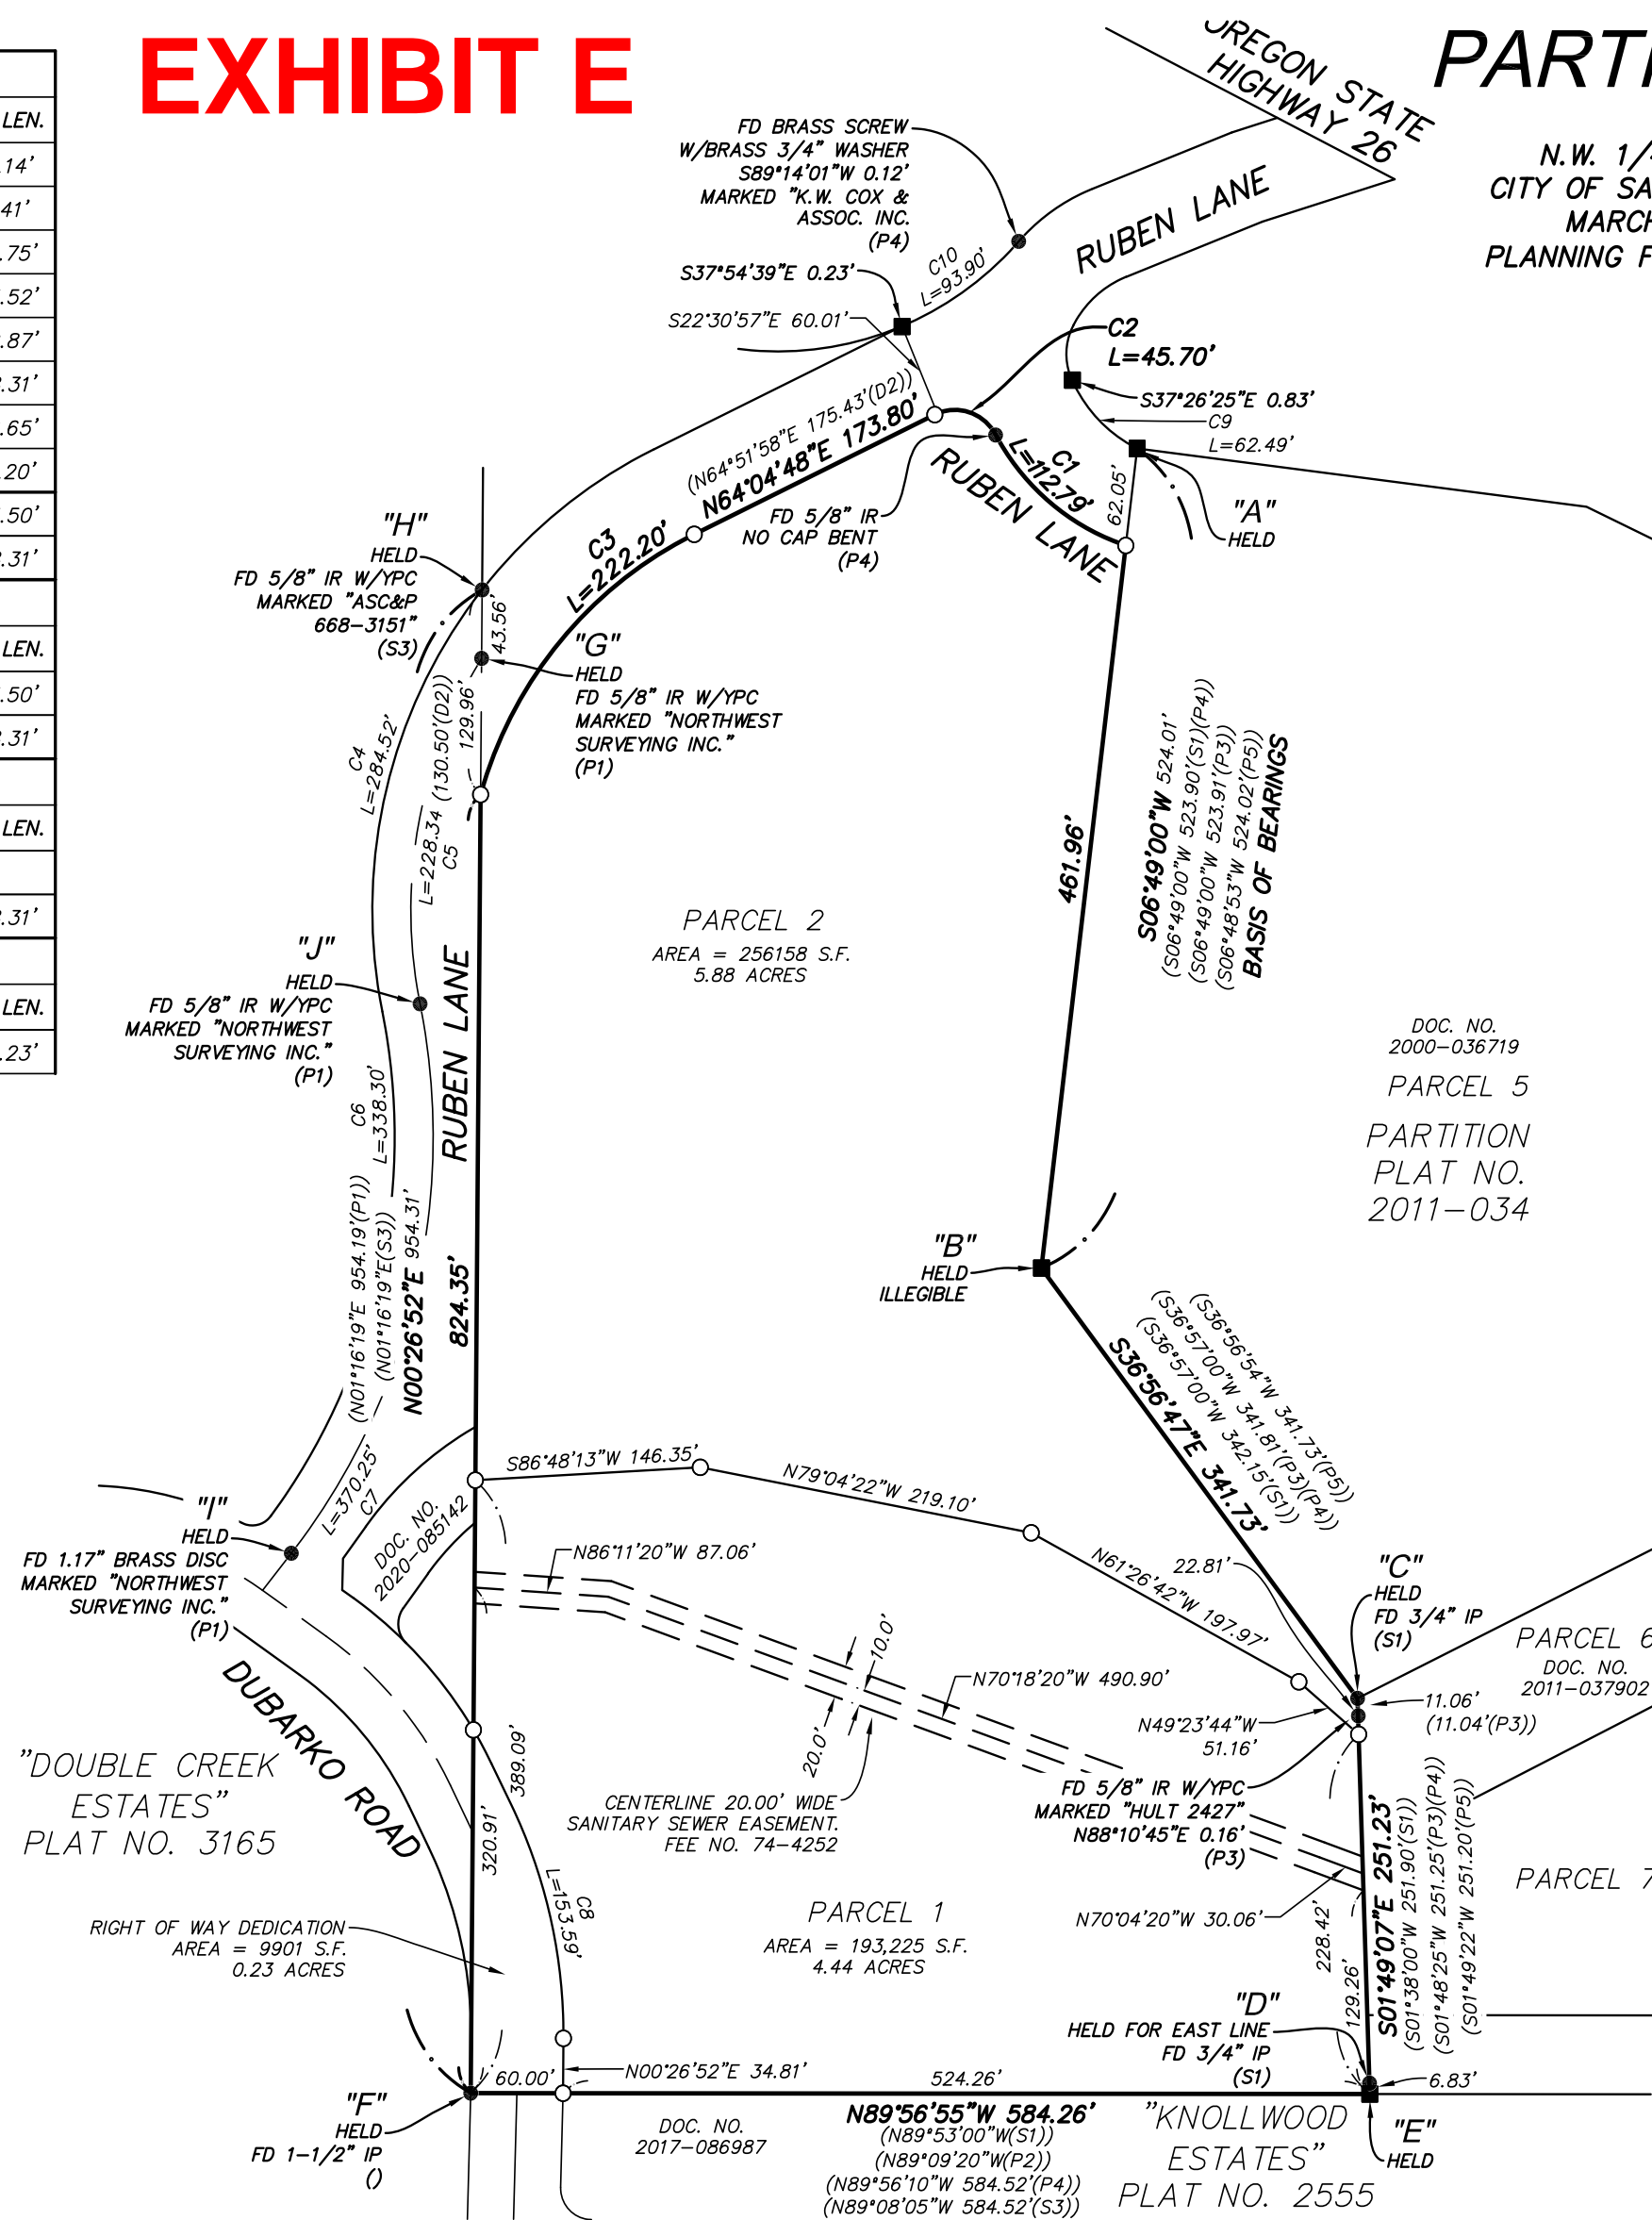 EXHIBIT E
LEN.
.14'
41'
.75'
.52'
.87'
.31'
.65'
.20'
.50'
.31'
LEN.
.50'
.31'
LEN.
.31'
LEN.
.23'
OREGON STATE
HIGHWAY 26
PARTI
N.W. 1/
CITY OF SA
MARCH
PLANNING F
FD BRASS SCREW
W/BRASS 3/4" WASHER
S89°14'01"W 0.12'
MARKED "K.W. COX &
ASSOC. INC.
(P4)
RUBEN LANE
C10
L=93.90'
S37°54'39"E 0.23'
S22°30'57"E 60.01'
C2
L=45.70'
S37°26'25"E 0.83'
C9
L=62.49'
(N64°51'58"E 175.43'(D2))
N64°04'48"E 173.80'
C1
L=112.79'
RUBEN LANE
62.05'
"A"
HELD
FD 5/8" IR
NO CAP BENT
(P4)
C3
L=222.20'
"H"
HELD
FD 5/8" IR W/YPC
MARKED "ASC&P
668-3151"
(S3)
43.56'
"G"
HELD
FD 5/8" IR W/YPC
MARKED "NORTHWEST
SURVEYING INC."
(P1)
129.96'
C4
L=284.52'
L=228.34 (130.50'(D2))
C5
S06°49'00"W 524.01'
(S06°49'00"W 523.90'(S1)(P4))
(S06°49'00"W 523.91'(P3))
(S06°48'53"W 524.02'(P5))
BASIS OF BEARINGS
461.96'
PARCEL 2
AREA = 256158 S.F.
5.88 ACRES
"J"
HELD
FD 5/8" IR W/YPC
MARKED "NORTHWEST
SURVEYING INC."
(P1)
RUBEN LANE
DOC. NO.
2000-036719
PARCEL 5
PARTITION
PLAT NO.
2011-034
C6
L=338.30'
(N01°16'19"E 954.19'(P1))
(N01°16'19"E(S3))
N00°26'52"E 954.31'
824.35'
"B"
HELD
ILLEGIBLE
(S36°56'54"W 341.73'(P5))
(S36°57'00"W 341.81'(P3)(P4))
(S36°57'00"W 342.15'(S1))
S36°56'47"E 341.73'
S86°48'13"W 146.35'
N79°04'22"W 219.10'
N61°26'42"W 197.97'
22.81'
"I"
HELD
FD 1.17" BRASS DISC
MARKED "NORTHWEST
SURVEYING INC."
(P1)
L=370.25'
C7
DOC. NO.
2020-085142
N86°11'20"W 87.06'
"C"
HELD
FD 3/4" IP
(S1)
PARCEL 6
DOC. NO.
2011-037902
11.06'
(11.04'(P3))
10.0'
20.0'
N70°18'20"W 490.90'
N49°23'44"W
51.16'
DUBARKO ROAD
"DOUBLE CREEK
ESTATES"
PLAT NO. 3165
389.09'
320.91'
CENTERLINE 20.00' WIDE
SANITARY SEWER EASEMENT.
FEE NO. 74-4252
FD 5/8" IR W/YPC
MARKED "HULT 2427"
N88°10'45"E 0.16'
(P3)
S01°49'07"E 251.23'
(S01°38'00"W 251.90'(S1))
(S01°48'25"W 251.25'(P3)(P4))
(S01°49'22"W 251.20'(P5))
PARCEL 7
C8
L=153.59'
RIGHT OF WAY DEDICATION
AREA = 9901 S.F.
0.23 ACRES
PARCEL 1
AREA = 193,225 S.F.
4.44 ACRES
N70°04'20"W 30.06'
228.42'
129.26'
"D"
HELD FOR EAST LINE
FD 3/4" IP
(S1)
60.00'
N00°26'52"E 34.81'
524.26'
6.83'
"F"
HELD
FD 1-1/2" IP
()
DOC. NO.
2017-086987
N89°56'55"W 584.26'
(N89°53'00"W(S1))
(N89°09'20"W(P2))
(N89°56'10"W 584.52'(P4))
(N89°08'05"W 584.52'(S3))
"KNOLLWOOD
ESTATES"
PLAT NO. 2555
"E"
HELD